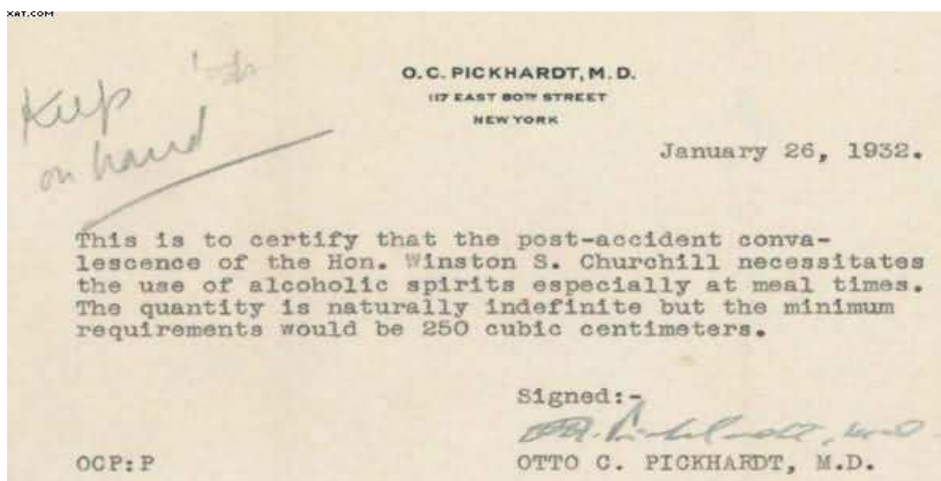 XAT.COM
Keep
on hand
O. C. PICKHARDT, M. D.
117 EAST 80TH STREET
NEW YORK
January 26, 1932.
This is to certify that the post-accident conva-
lescence of the Hon. Winston S. Churchill necessitates
the use of alcoholic spirits especially at meal times.
The quantity is naturally indefinite but the minimum
requirements would be 250 cubic centimeters.
Signed:-
OCP:P
OTTO C. PICKHARDT, M.D.